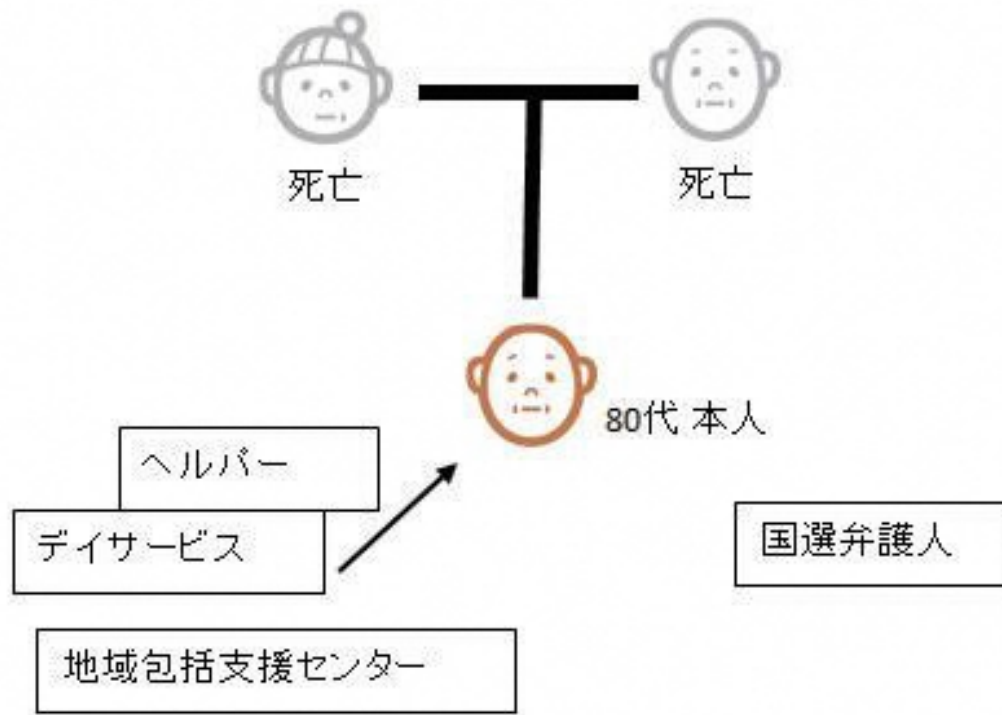 死亡
死亡
80代 本人
ヘルパー
デイサービス
国選弁護人
地域包括支援センター